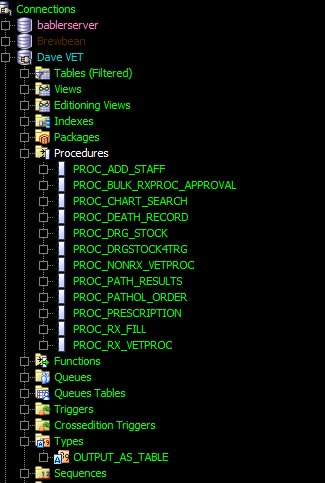 Connections
bablerserver
Brewbean
Dave VET
Tables (Filtered)
Views
Editioning Views
Indexes
Packages
Procedures
PROC_ADD_STAFF
PROC_BULK_RXPROC_APPROVAL
PROC_CHART_SEARCH
PROC_DEATH_RECORD
PROC_DRG_STOCK
PROC_DRGSTOCK4TRG
PROC_NONRX_VETPROC
PROC_PATH_RESULTS
PROC_PATHOL_ORDER
PROC_PRESCRIPTION
PROC_RX_FILL
PROC_RX_VETPROC
Functions
Queues
Queues Tables
Triggers
Crossedition Triggers
Types
OUTPUT_AS_TABLE
Sequences